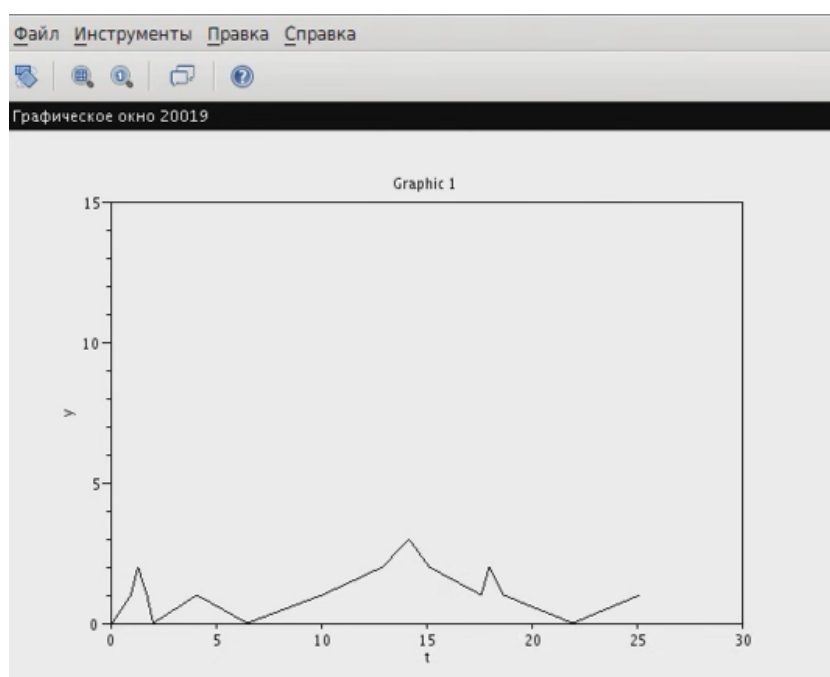 Файл Инструменты Правка Справка
Графическое окно 20019
Graphic 1
15
10
y
5
0
0 5 10 15 20 25 30
t